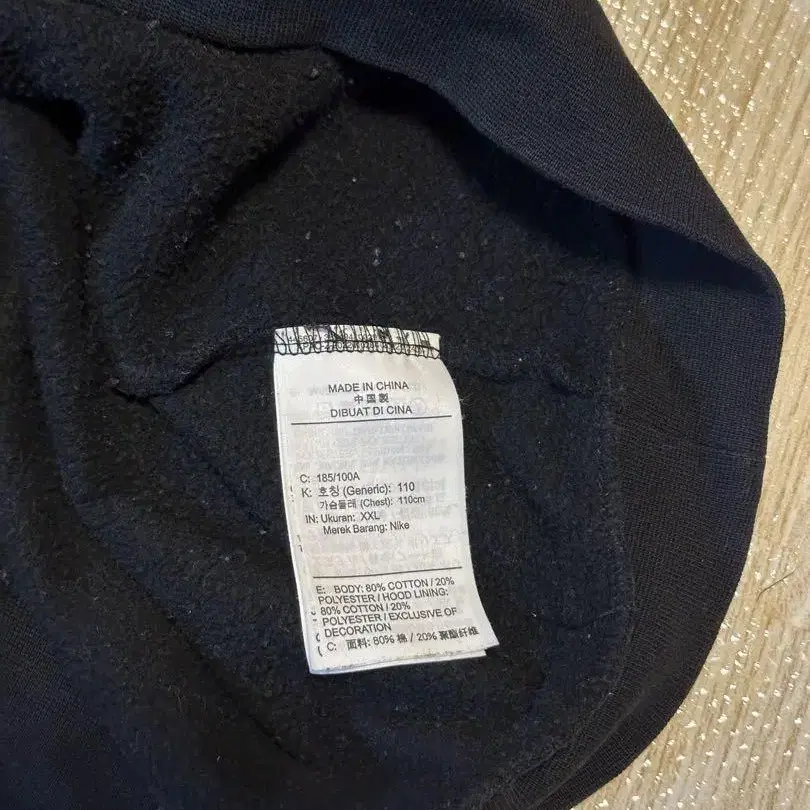 MADE IN CHINA
中国製
DIBUAT DI CINA
C: 185/100A
K: 호칭 (Generic): 110
가슴둘레 (Chest): 110cm
IN: Ukuran: XXL
Merek Barang: Nike
E: BODY: 80% COTTON / 20%
POLYESTER / HOOD LINING:
80% COTTON / 20%
POLYESTER / EXCLUSIVE OF
DECORATION
C: 面料: 80% 棉 / 20% 聚酯纤维